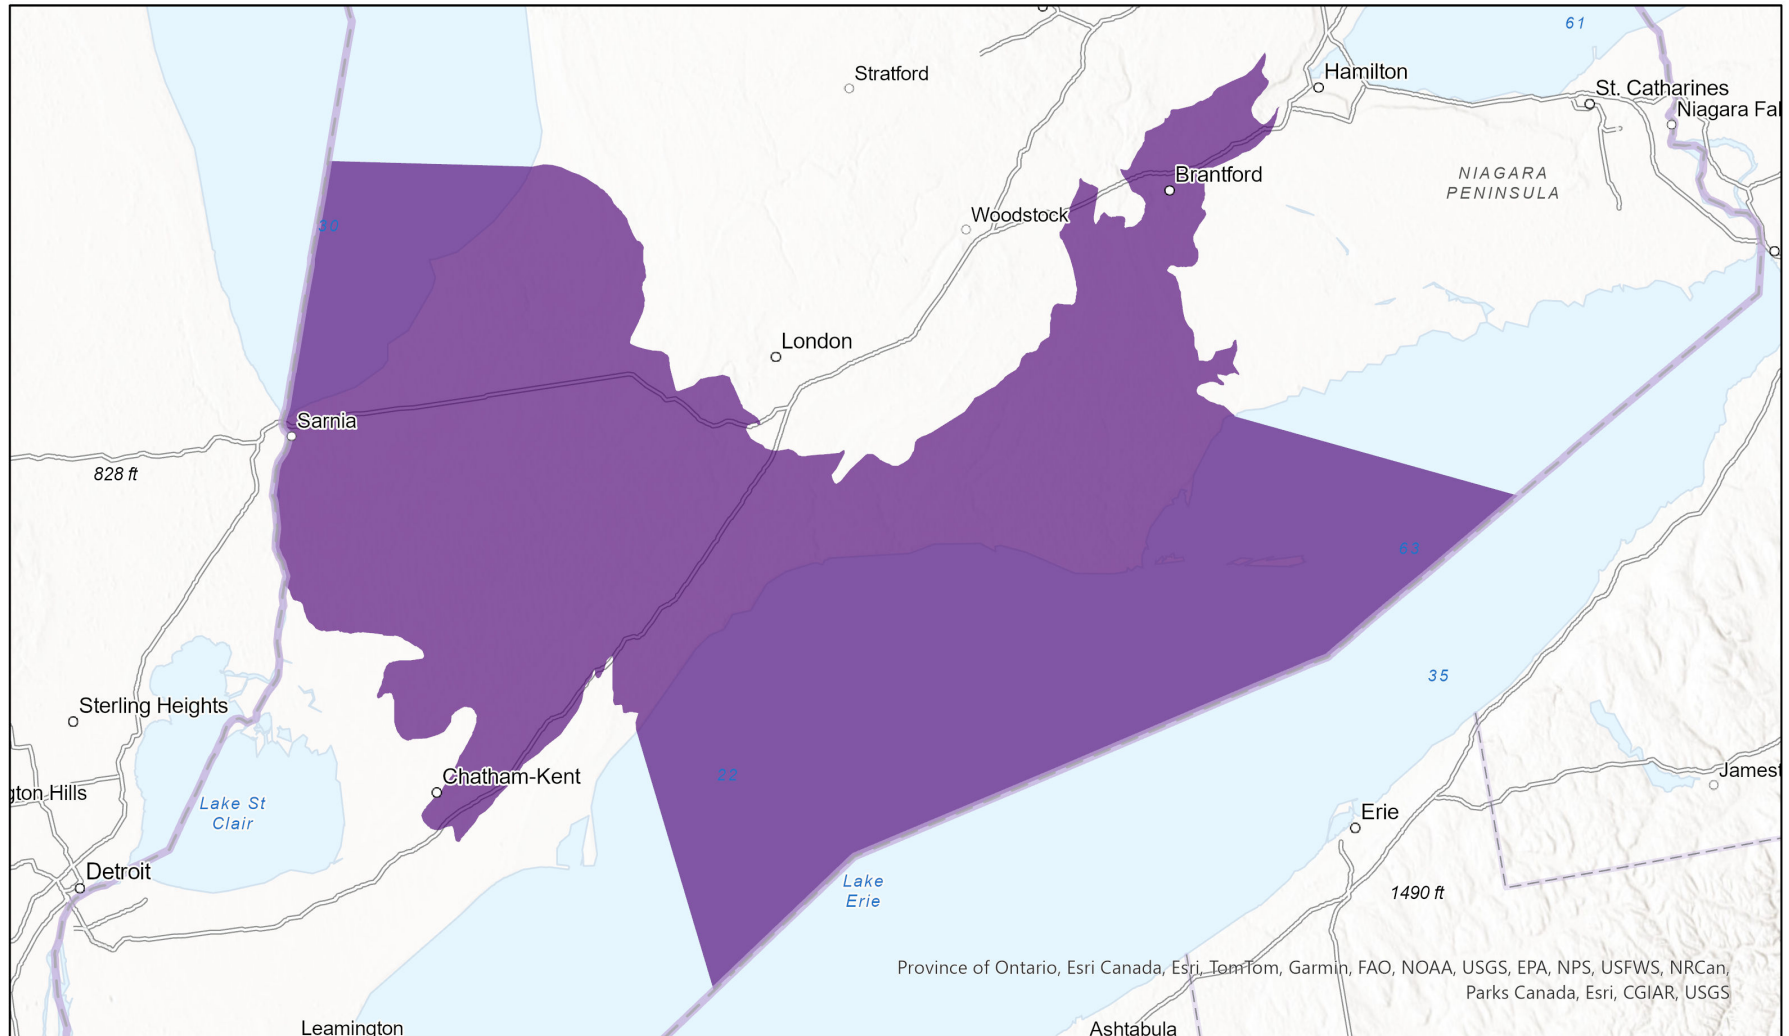 61
Stratford
Hamilton
St. Catharines
Niagara Fal
NIAGARA
PENINSULA
Brantford
Woodstock
30
London
Sarnia
828 ft
63
35
Sterling Heights
22
Chatham-Kent
Jamest
gton Hills
Lake St
Clair
Erie
Detroit
Lake
Erie
1490 ft
Province of Ontario, Esri Canada, Esri, TomTom, Garmin, FAO, NOAA, USGS, EPA, NPS, USFWS, NRCan,
Parks Canada, Esri, CGIAR, USGS
Leamington
Ashtabula